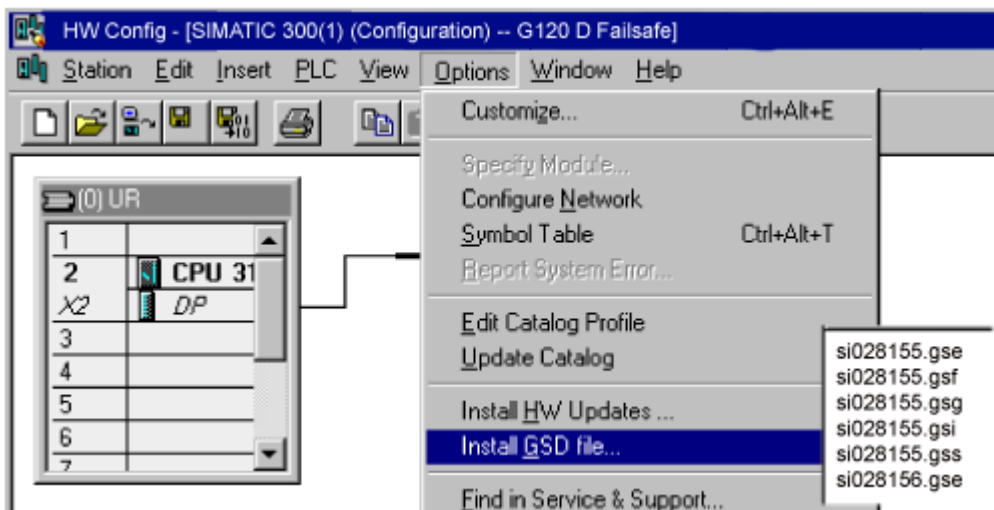 HW Config - [SIMATIC 300(1) (Configuration) -- G120 D Failsafe]
Station Edit Insert PLC View Options Window Help
Customize... Ctrl+Alt+E
Specify Module...
Configure Network
Symbol Table Ctrl+Alt+T
Report System Error...
Edit Catalog Profile
Update Catalog
Install HW Updates ...
Install GSD file...
Find in Service & Support...
(0) UR
1
2 CPU 31
X2 DP
3
4
5
6
7
si028155.gse
si028155.gsf
si028155.gsg
si028155.gsi
si028155.gss
si028156.gse